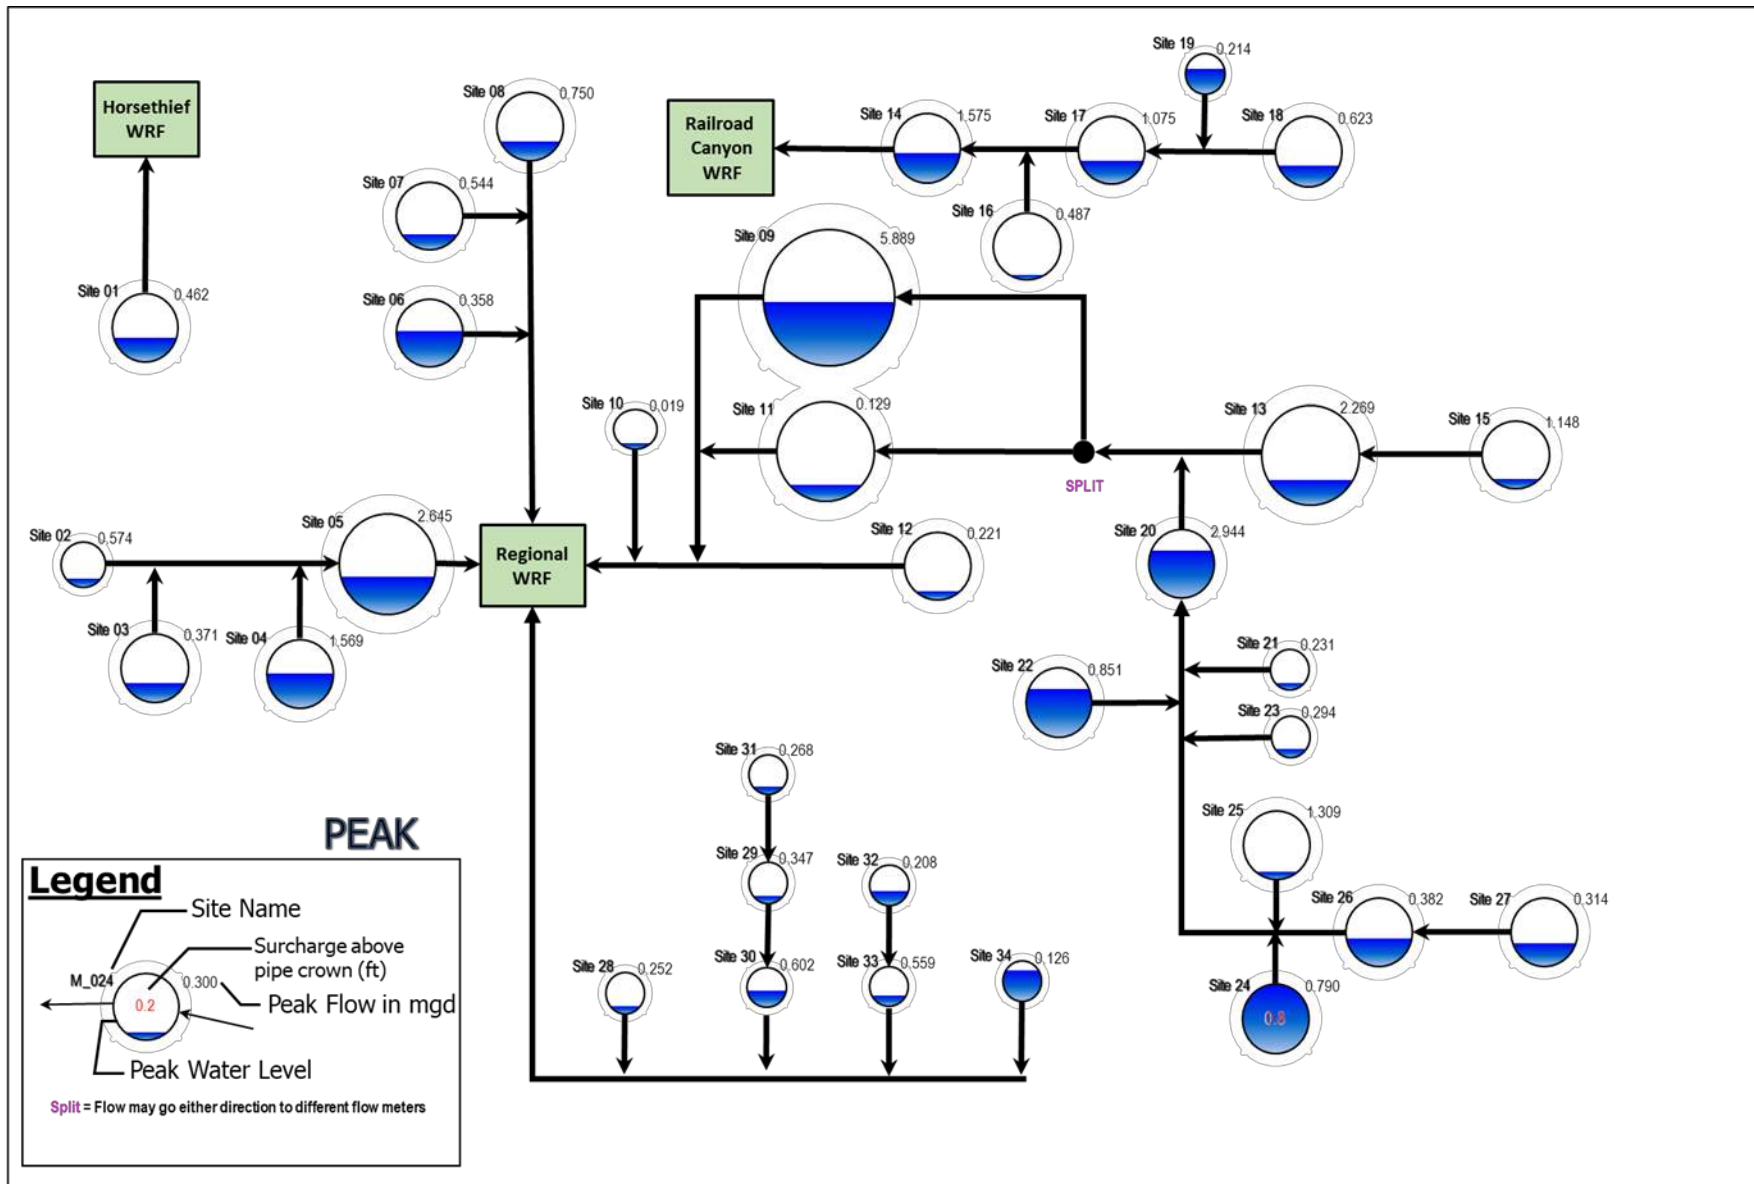 Site 19
0.214
Site 08
0.750
Horsethief
WRF
Railroad
Canyon
WRF
Site 14
1.575
Site 17
1.075
Site 18
0.623
Site 07
0.544
Site 16
0.487
Site 09
5.889
Site 01
0.462
Site 06
0.358
Site 10
0.019
Site 11
0.129
Site 13
2.269
Site 15
1.148
SPLIT
Site 02
0.574
Site 05
2.645
Regional
WRF
Site 12
0.221
Site 20
2.944
Site 03
0.371
Site 04
1.569
Site 21
0.231
Site 22
0.851
Site 23
0.294
Site 31
0.268
Site 25
1.309
Site 29
0.347
Site 32
0.208
Site 26
0.382
Site 27
0.314
Site 28
0.252
Site 30
0.602
Site 33
0.559
Site 34
0.126
Site 24
0.790
0.8
PEAK
Legend
Site Name
Surcharge above
pipe crown (ft)
M_024
0.300
0.2
Peak Flow in mgd
Peak Water Level
Split = Flow may go either direction to different flow meters